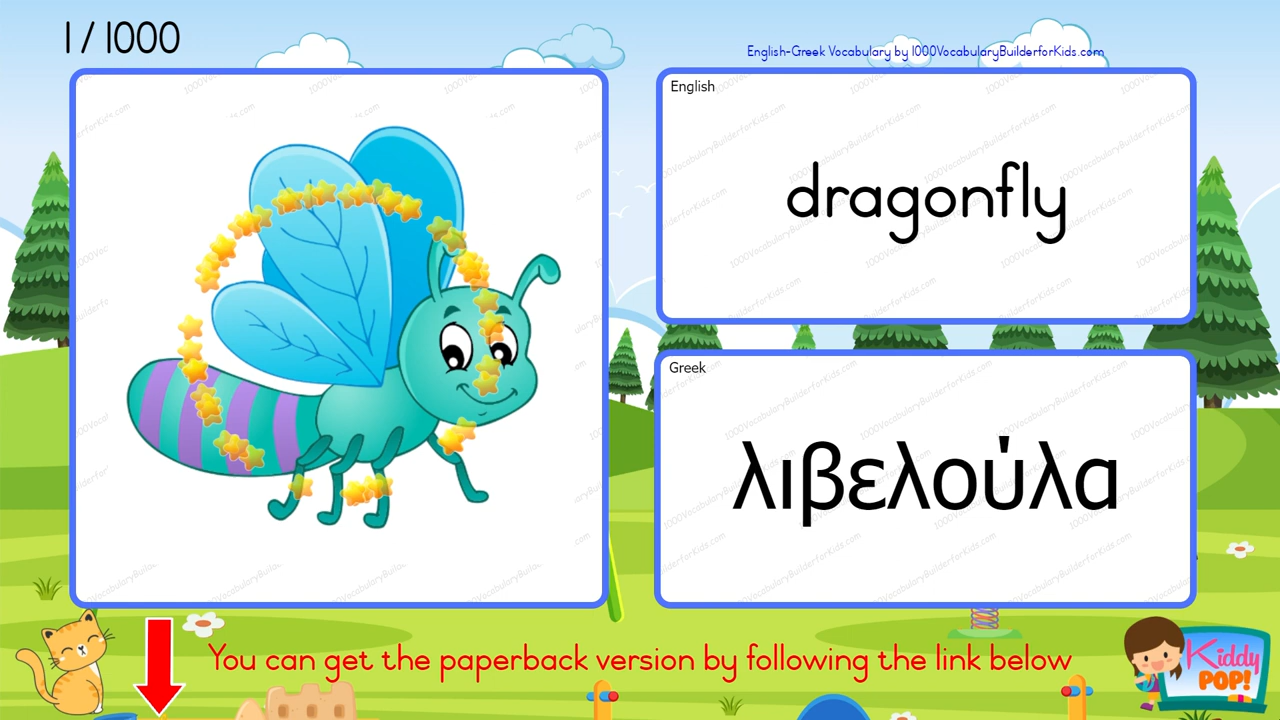 1 / 1000
English-Greek Vocabulary by 1000VocabularyBuilderforKids.com
English
dragonfly
Greek
λιβελούλα
You can get the paperback version by following the link below
Kiddy
POP!